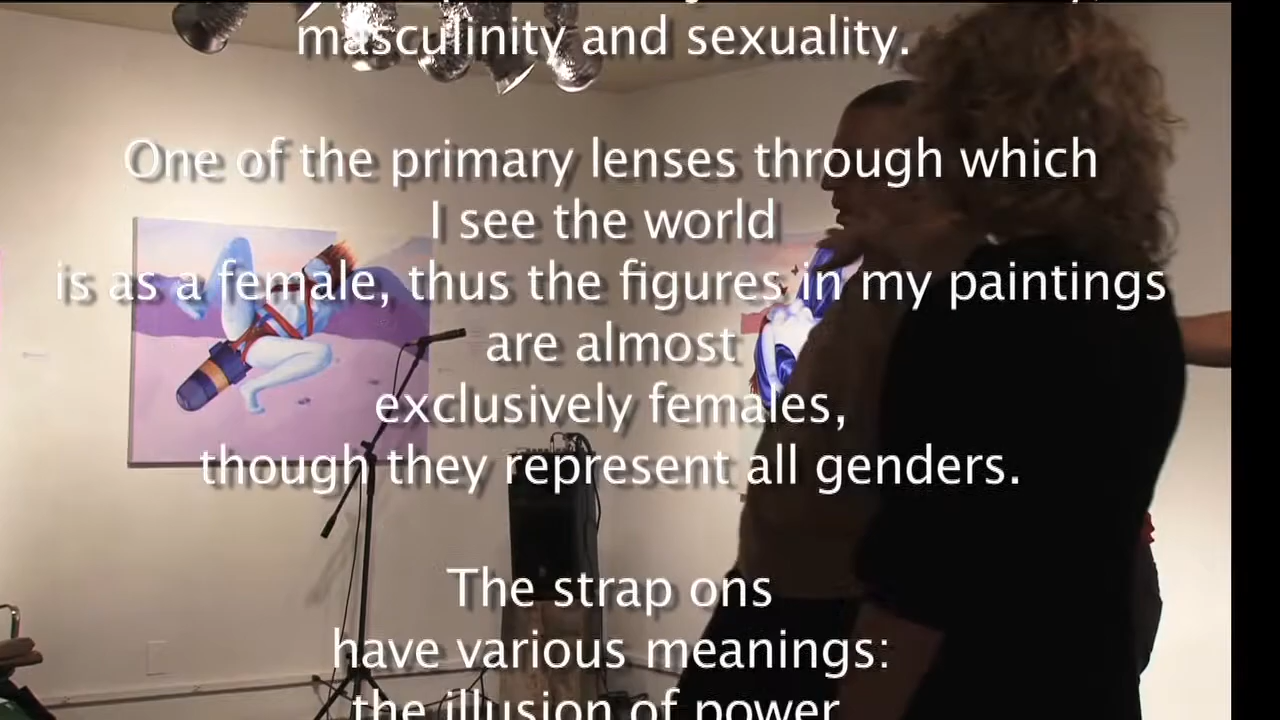 masculinity and sexuality.
One of the primary lenses through which
I see the world
is as a female, thus the figures in my paintings
are almost
exclusively females,
though they represent all genders.
The strap ons
have various meanings:
the illusion of power